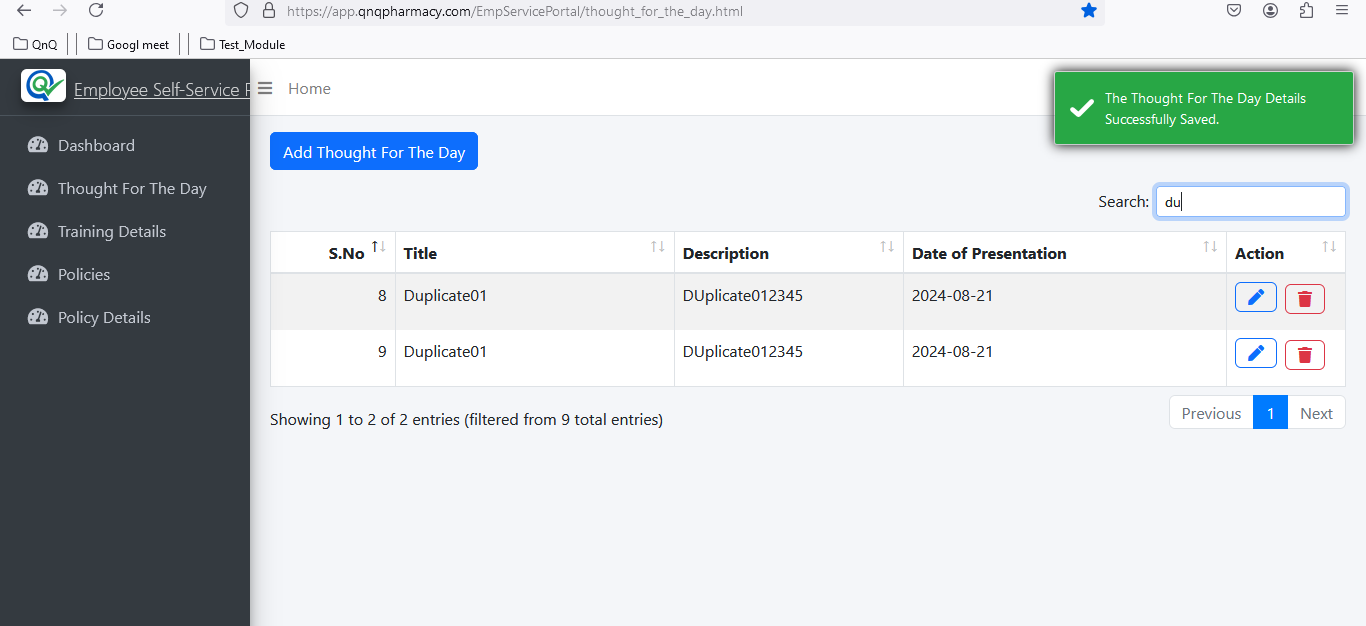 https://app.qnqpharmacy.com/EmpServicePortal/thought_for_the_day.html
QnQ Googl meet Test_Module
Employee Self-Service P
Home
The Thought For The Day Details
Successfully Saved.
Dashboard
Thought For The Day
Training Details
Policies
Policy Details
Add Thought For The Day
Search: du
S.No Title Description Date of Presentation Action
8 Duplicate01 DUplicate012345 2024-08-21
9 Duplicate01 DUplicate012345 2024-08-21
Showing 1 to 2 of 2 entries (filtered from 9 total entries)
Previous 1 Next